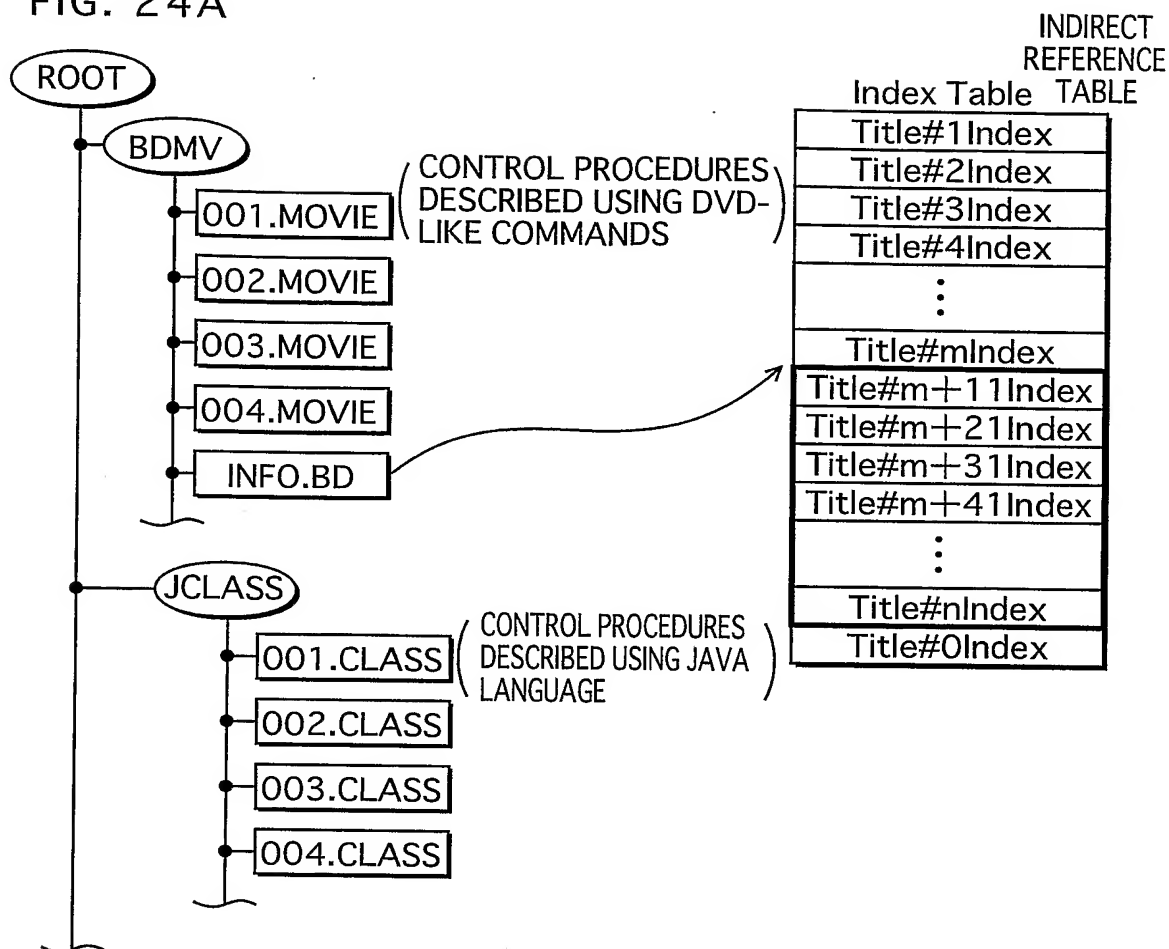 FIG. 24A
ROOT
BDMV
001.MOVIE
(CONTROL PROCEDURES
DESCRIBED USING DVD-
LIKE COMMANDS)
002.MOVIE
003.MOVIE
004.MOVIE
INFO.BD
JCLASS
001.CLASS
(CONTROL PROCEDURES
DESCRIBED USING JAVA
LANGUAGE)
002.CLASS
003.CLASS
004.CLASS
INDIRECT
REFERENCE
TABLE
Index Table
Title#1Index
Title#2Index
Title#3Index
Title#4Index
⋮
Title#mIndex
Title#m+11Index
Title#m+21Index
Title#m+31Index
Title#m+41Index
⋮
Title#nIndex
Title#0Index